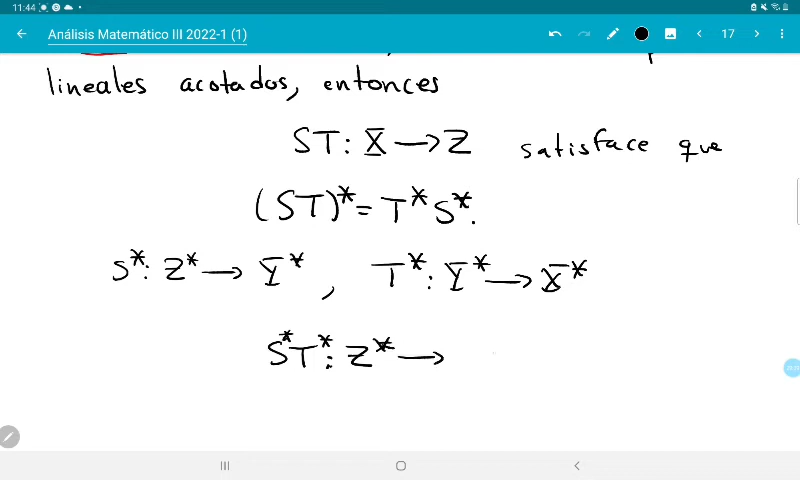 11:44
Análisis Matemático III 2022-1 (1)
17
lineales acotados, entonces
ST: X → Z satisface que
(ST)* = T* S*.
S*: Z* → Y*, T*: Y* → X*
S*T*: Z* →